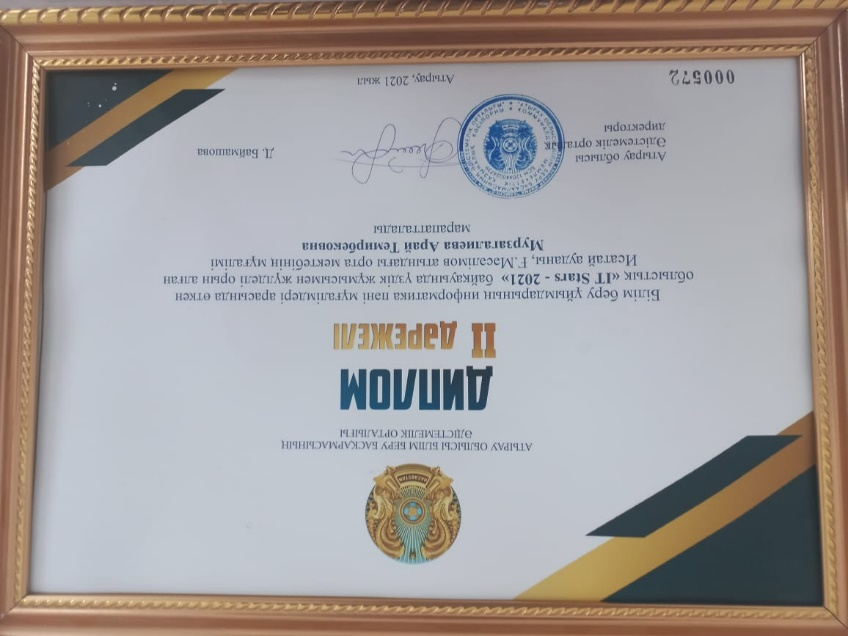 АТЫРАУ ОБЛЫСЫ БІЛІМ БЕРУ БАСҚАРМАСЫНЫҢ
ӘДІСТЕМЕЛІК ОРТАЛЫҒЫ
ДИПЛОМ
II ДӘРЕЖЕЛІ
Білім беру ұйымдарының информатика пәні мұғалімдері арасында өткен
облыстық «IT Stars - 2021» байқауында үздік жұмысымен жүлделі орын алған
Исатай ауданы, Ғ.Мәселімов атындағы орта мектебінің мұғалімі
Мурзагалиева Арай Темирбековна
марапатталады
Атырау облысы
Әдістемелік орталық
директоры
Д. Баймашова
000572
Атырау, 2021 жыл